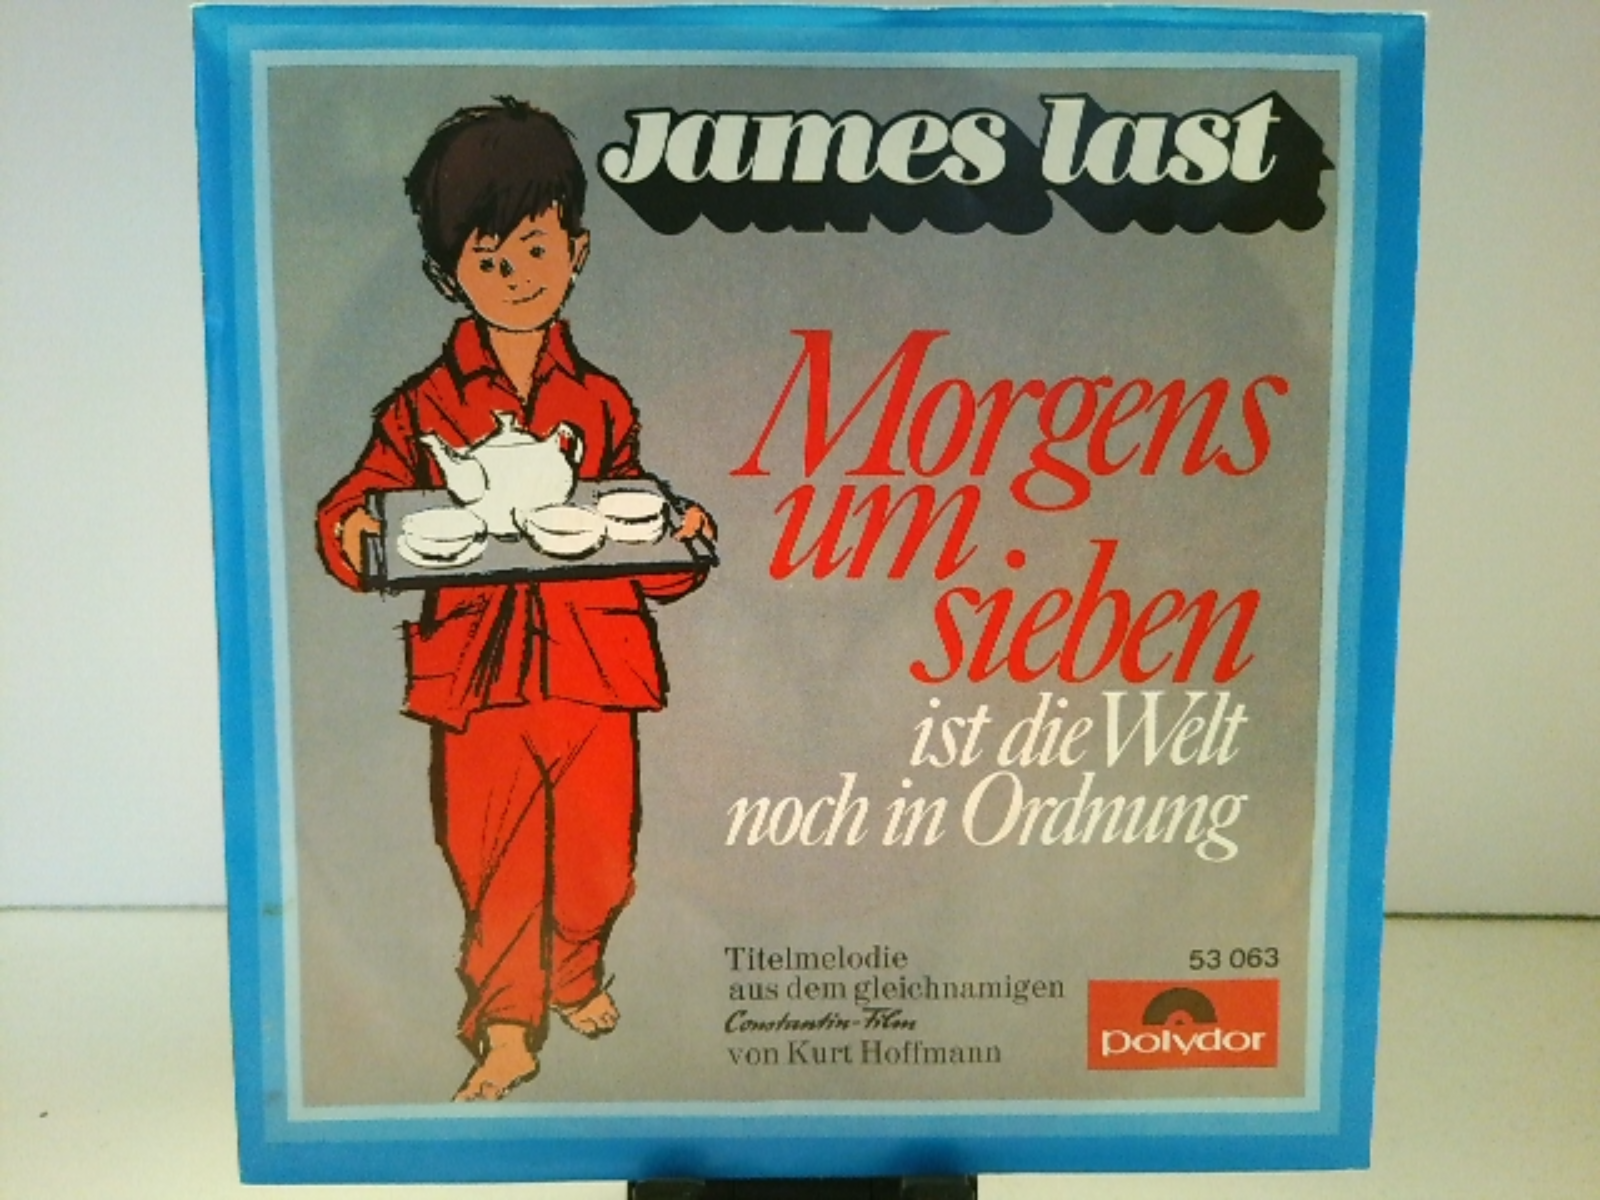 James last
Morgens
um
sieben
ist die Welt
noch in Ordnung
Titelmelodie
aus dem gleichnamigen
Constantin-Film
von Kurt Hoffmann
53 063
polydor